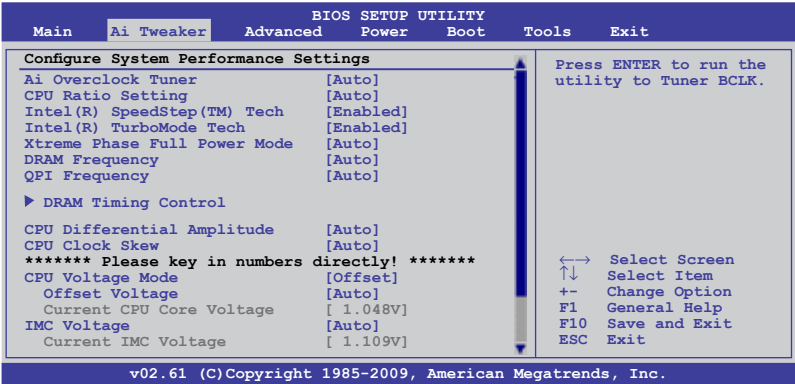 BIOS SETUP UTILITY
Main Ai Tweaker Advanced Power Boot Tools Exit
Configure System Performance Settings
Ai Overclock Tuner [Auto]
CPU Ratio Setting [Auto]
Intel(R) SpeedStep(TM) Tech [Enabled]
Intel(R) TurboMode Tech [Enabled]
Xtreme Phase Full Power Mode [Auto]
DRAM Frequency [Auto]
QPI Frequency [Auto]
DRAM Timing Control
CPU Differential Amplitude [Auto]
CPU Clock Skew [Auto]
******* Please key in numbers directly! *******
CPU Voltage Mode [Offset]
Offset Voltage [Auto]
Current CPU Core Voltage [ 1.048V]
IMC Voltage [Auto]
Current IMC Voltage [ 1.109V]
Press ENTER to run the
utility to Tuner BCLK.
←→ Select Screen
↑↓ Select Item
+- Change Option
F1 General Help
F10 Save and Exit
ESC Exit
v02.61 (C)Copyright 1985-2009, American Megatrends, Inc.